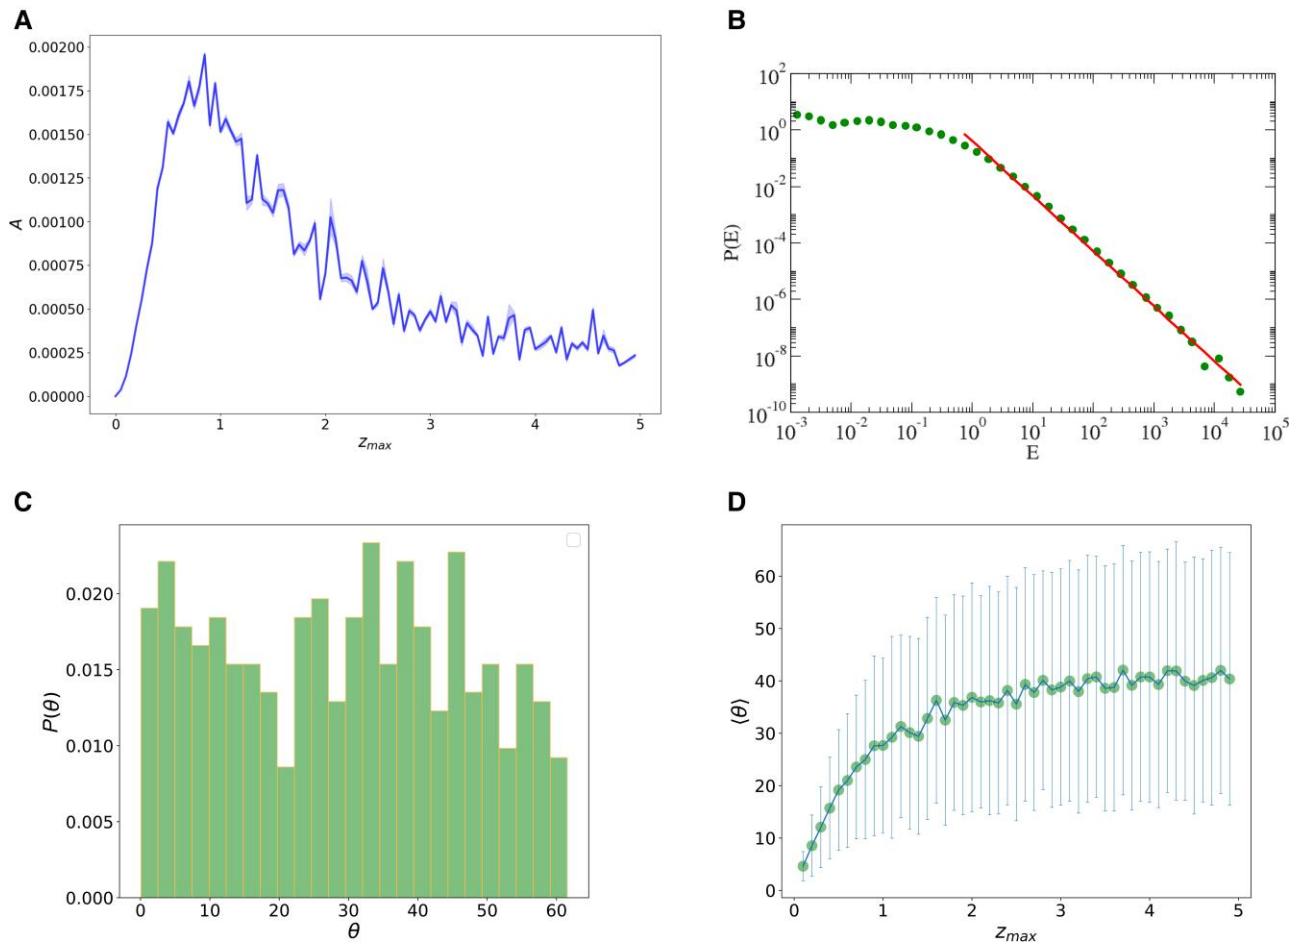 A
0.00200
0.00175
0.00150
0.00125
0.00100
0.00075
0.00050
0.00025
0.00000
A
0 1 2 3 4 5
z_max
B
10^2
10^0
10^-2
10^-4
10^-6
10^-8
10^-10
P(E)
10^-3 10^-2 10^-1 10^0 10^1 10^2 10^3 10^4 10^5
E
C
0.020
0.015
0.010
0.005
0.000
P(θ)
0 10 20 30 40 50 60
θ
D
60
50
40
30
20
10
0
⟨θ⟩
0 1 2 3 4 5
z_max